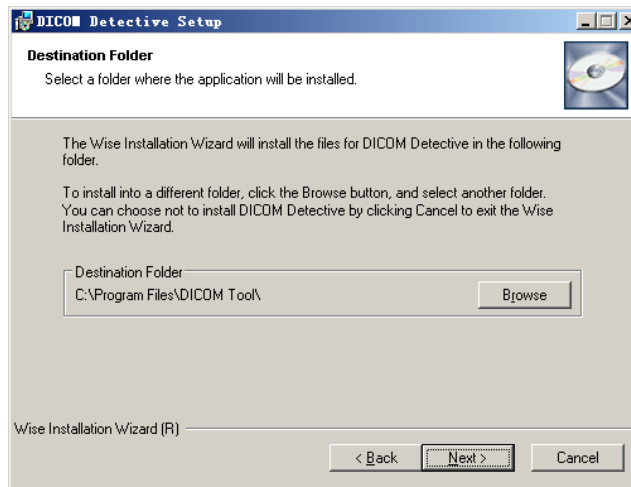 DICOM Detective Setup
Destination Folder
Select a folder where the application will be installed.
The Wise Installation Wizard will install the files for DICOM Detective in the following
folder.
To install into a different folder, click the Browse button, and select another folder.
You can choose not to install DICOM Detective by clicking Cancel to exit the Wise
Installation Wizard.
Destination Folder
C:\Program Files\DICOM Tool\
Browse
Wise Installation Wizard (R)
< Back
Next >
Cancel